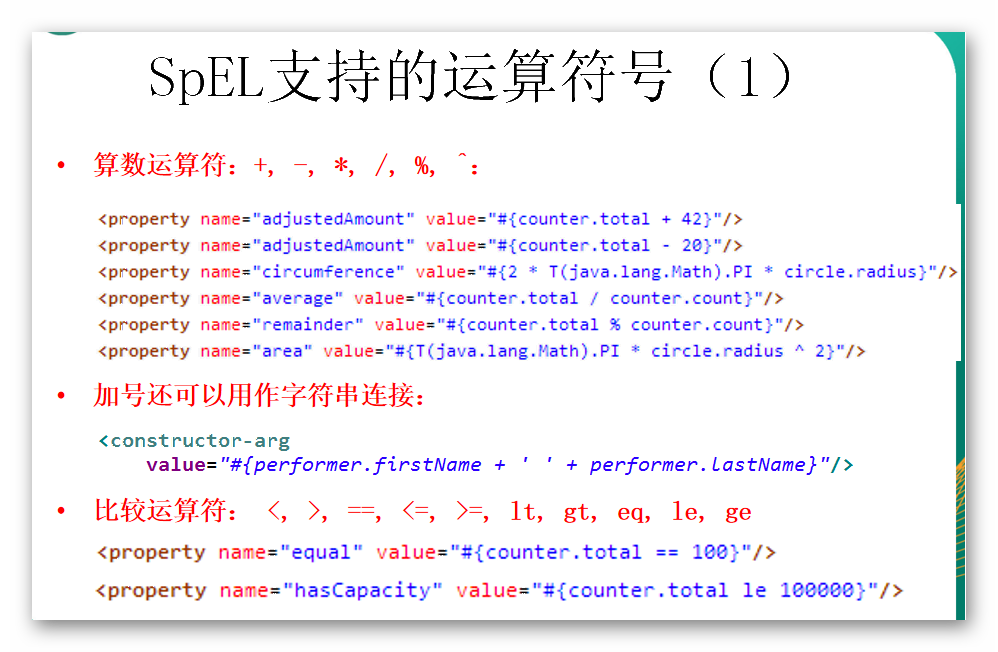 SpEL支持的运算符号（1）
• 算数运算符：+, -, *, /, %, ^：
<property name="adjustedAmount" value="#{counter.total + 42}"/>
<property name="adjustedAmount" value="#{counter.total - 20}"/>
<property name="circumference" value="#{2 * T(java.lang.Math).PI * circle.radius}"/>
<property name="average" value="#{counter.total / counter.count}"/>
<property name="remainder" value="#{counter.total % counter.count}"/>
<property name="area" value="#{T(java.lang.Math).PI * circle.radius ^ 2}"/>
• 加号还可以用作字符串连接：
<constructor-arg
value="#{performer.firstName + ' ' + performer.lastName}"/>
• 比较运算符： <, >, ==, <=, >=, lt, gt, eq, le, ge
<property name="equal" value="#{counter.total == 100}"/>
<property name="hasCapacity" value="#{counter.total le 100000}"/>